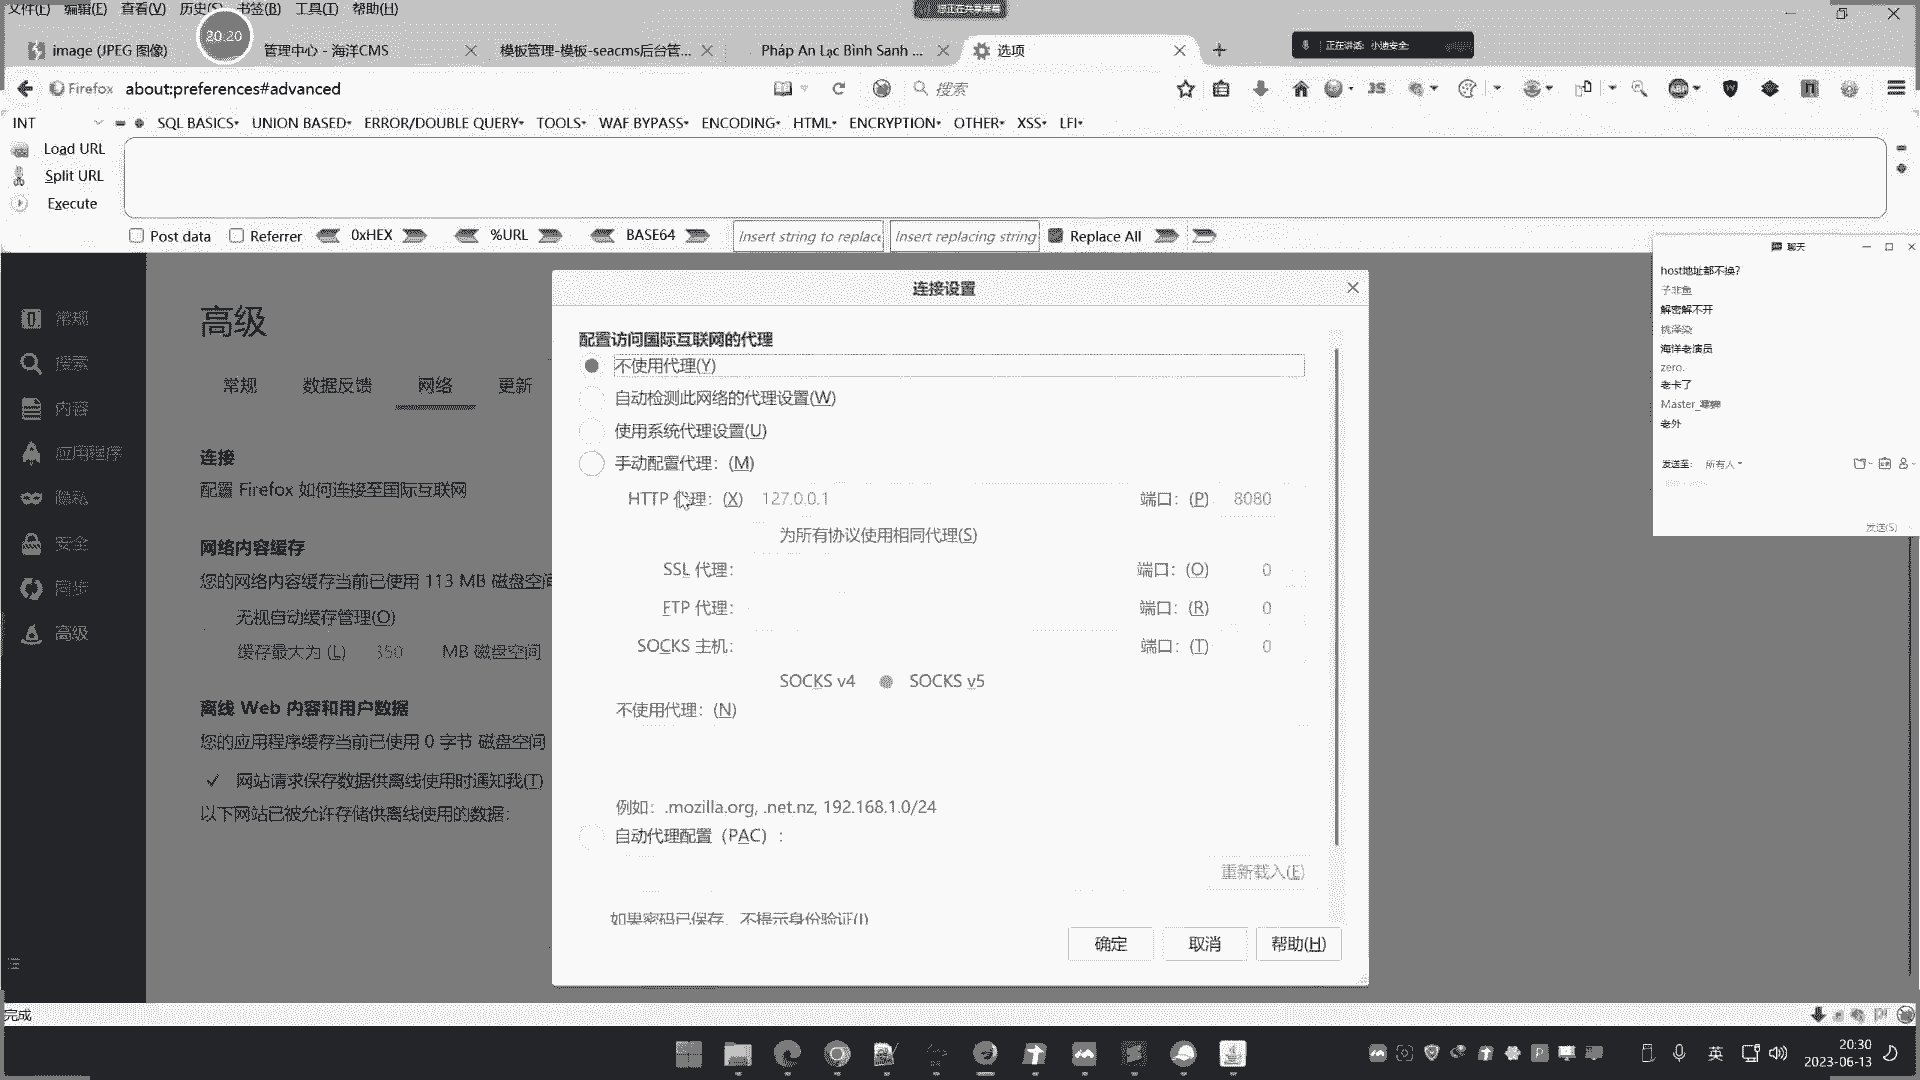 文件(F) 编辑(E) 查看(V) 历史(S) 书签(B) 工具(T) 帮助(H)
您正在共享屏幕
20:20
image (JPEG 图像)
管理中心 - 海洋CMS
模板管理-模板-seacms后台管...
Pháp An Lạc Bình Sanh ...
选项
正在讲话: 小迪安全;
Firefox about:preferences#advanced
搜索
JS
INT
SQL BASICS UNION BASED ERROR/DOUBLE QUERY TOOLS WAF BYPASS ENCODING HTML ENCRYPTION OTHER XSS LFI
Load URL
Split URL
Execute
Post data Referrer 0xHEX %URL BASE64 Insert string to replace Insert replacing string Replace All
常规
搜索
内容
应用程序
隐私
安全
同步
高级
高级
常规 数据反馈 网络 更新
连接
配置 Firefox 如何连接至国际互联网
网络内容缓存
您的网络内容缓存当前已使用 113 MB 磁盘空间
无视自动缓存管理(O)
缓存最大为 (L) 350 MB 磁盘空间
离线 Web 内容和用户数据
您的应用程序缓存当前已使用 0 字节 磁盘空间
网站请求保存数据供离线使用时通知我(T)
以下网站已被允许存储供离线使用的数据:
连接设置
配置访问国际互联网的代理
不使用代理(Y)
自动检测此网络的代理设置(W)
使用系统代理设置(U)
手动配置代理: (M)
HTTP 代理: (X) 127.0.0.1 端口: (P) 8080
为所有协议使用相同代理(S)
SSL 代理: 端口: (O) 0
FTP 代理: 端口: (R) 0
SOCKS 主机: 端口: (T) 0
SOCKS v4 SOCKS v5
不使用代理: (N)
例如: .mozilla.org, .net.nz, 192.168.1.0/24
自动代理配置（PAC）:
重新载入(E)
如果密码已保存，不提示身份验证(I)
确定 取消 帮助(H)
聊天
host地址都不换?
子非鱼
解密解不开
桃泽染
海洋老演员
zero.
老卡了
Master_
老外
发送至: 所有人
发送(S)
完成
英
20:30
2023-06-13